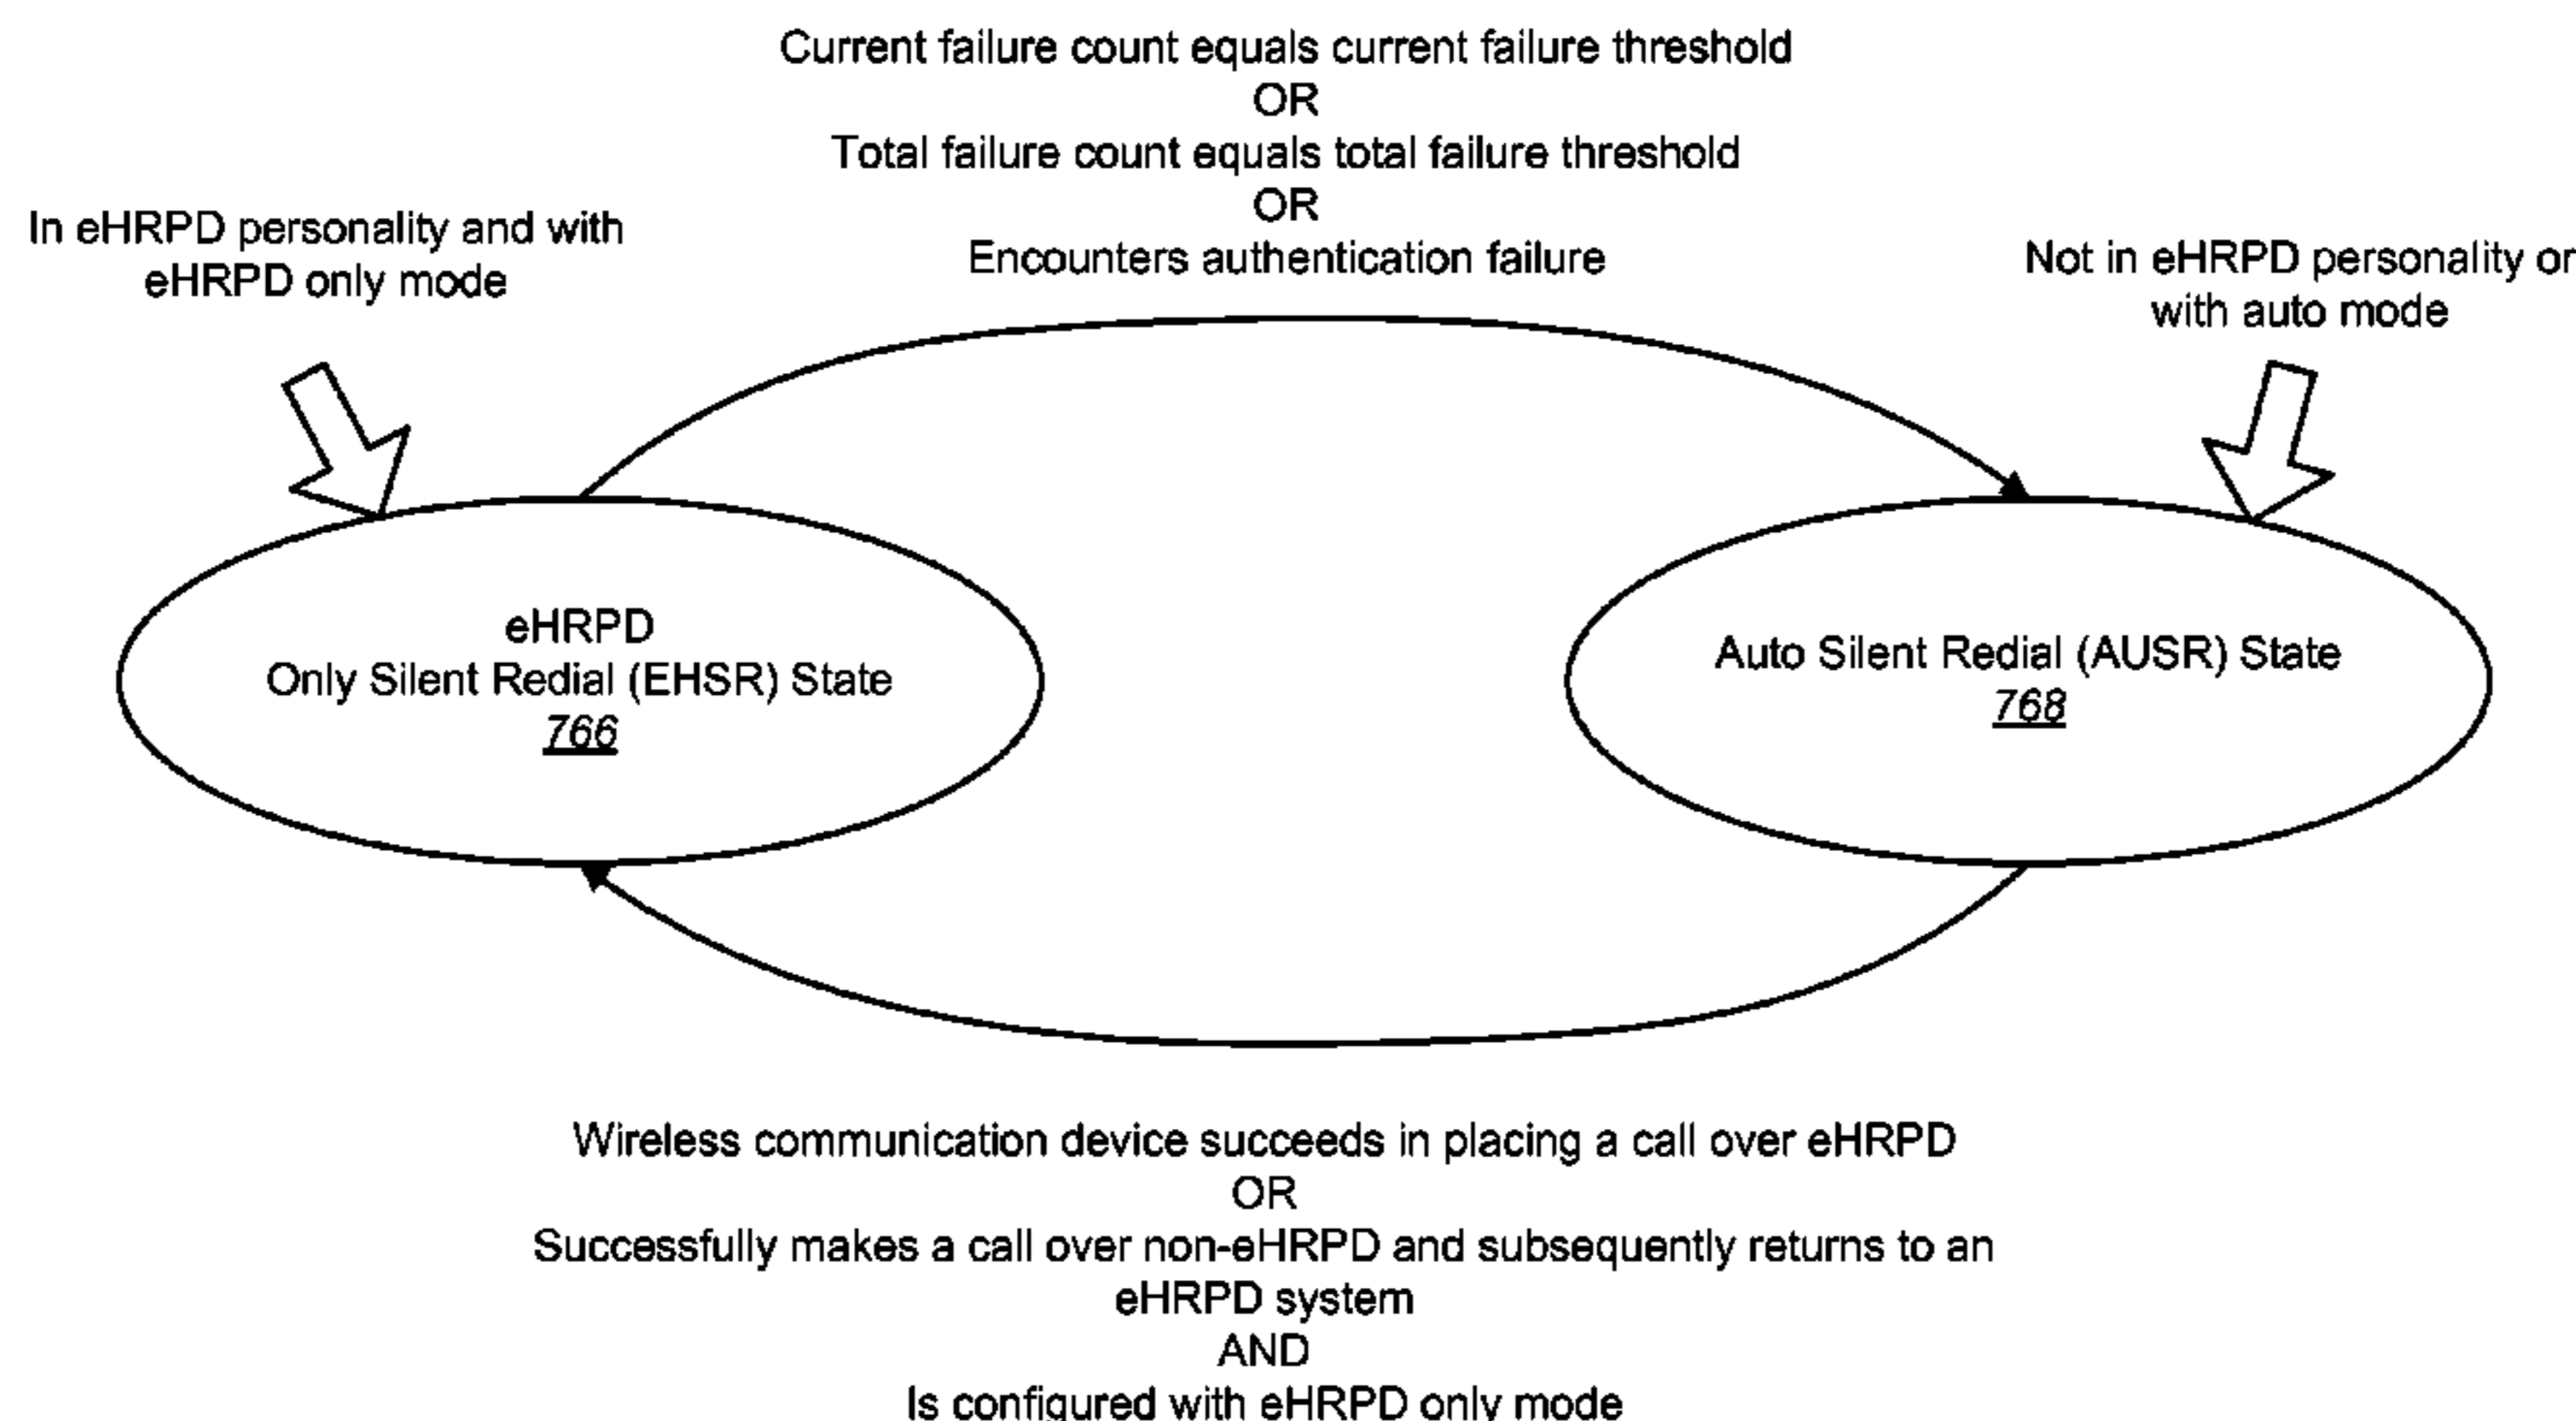 Current failure count equals current failure threshold
OR
Total failure count equals total failure threshold
OR
Encounters authentication failure
In eHRPD personality and with
eHRPD only mode
Not in eHRPD personality or
with auto mode
eHRPD
Only Silent Redial (EHSR) State
766
Auto Silent Redial (AUSR) State
768
Wireless communication device succeeds in placing a call over eHRPD
OR
Successfully makes a call over non-eHRPD and subsequently returns to an
eHRPD system
AND
Is configured with eHRPD only mode